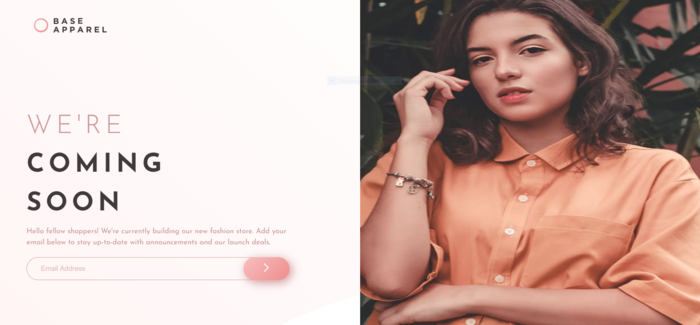 BASE
APPAREL
WE'RE
COMING
SOON
Hello fellow shoppers! We're currently building our new fashion store. Add your
email below to stay up-to-date with announcements and our launch deals.
Email Address